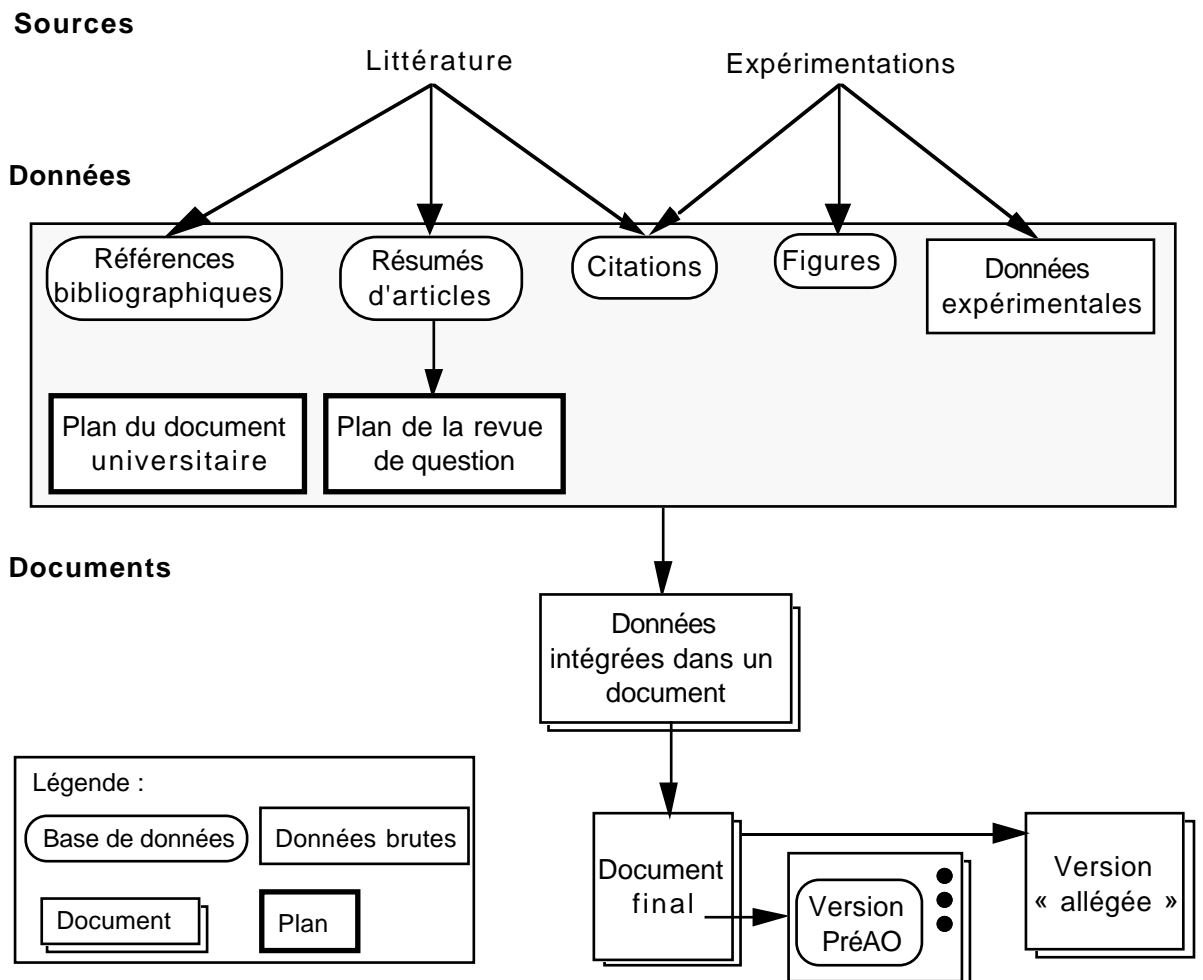 Sources
Littérature
Expérimentations
Données
Références
bibliographiques
Résumés
d'articles
Citations
Figures
Données
expérimentales
Plan du document
universitaire
Plan de la revue
de question
Documents
Données
intégrées dans un
document
Légende :
Base de données
Données brutes
Document
Plan
Document
final
Version
PréAO
Version
« allégée »